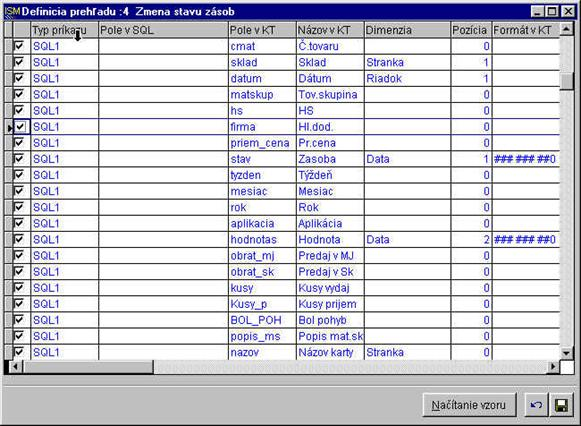 ISM Definicia prehľadu :4 Zmena stavu zásob
Typ príkazu Pole v SQL Pole v KT Názov v KT Dimenzia Pozícia Formát v KT
SQL1 cmat Č.tovaru 0
SQL1 sklad Sklad Stranka 1
SQL1 datum Dátum Riadok 1
SQL1 matskup Tov.skupina 0
SQL1 hs HS 0
SQL1 firma Hl.dod. 0
SQL1 priem_cena Pr.cena 0
SQL1 stav Zasoba Data 1 ### ### ##0
SQL1 tyzden Týždeň 0
SQL1 mesiac Mesiac 0
SQL1 rok Rok 0
SQL1 aplikacia Aplikácia 0
SQL1 hodnotas Hodnota Data 2 ### ### ##0
SQL1 obrat_mj Predaj v MJ 0
SQL1 obrat_sk Predaj v Sk 0
SQL1 kusy Kusy vydaj 0
SQL1 Kusy_p Kusy prijem 0
SQL1 BOL_POH Bol pohyb 0
SQL1 popis_ms Popis mat.sk 0
SQL1 nazov Názov karty Stranka 0
Načítanie vzoru